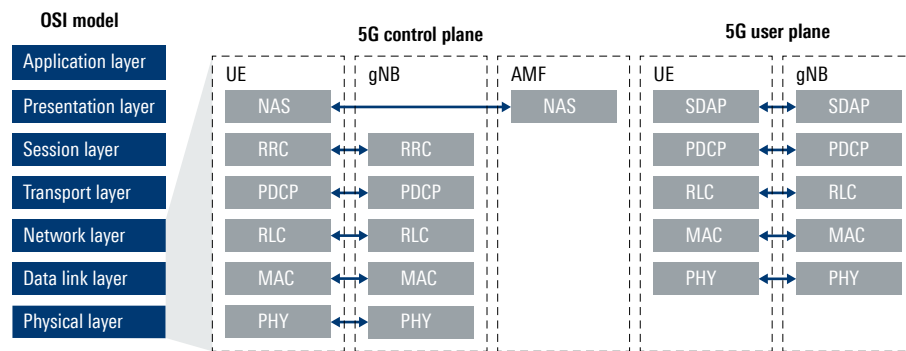 OSI model
5G control plane
5G user plane
Application layer
Presentation layer
Session layer
Transport layer
Network layer
Data link layer
Physical layer
UE
gNB
AMF
UE
gNB
NAS
NAS
SDAP
SDAP
RRC
RRC
PDCP
PDCP
PDCP
PDCP
RLC
RLC
RLC
RLC
MAC
MAC
MAC
MAC
PHY
PHY
PHY
PHY